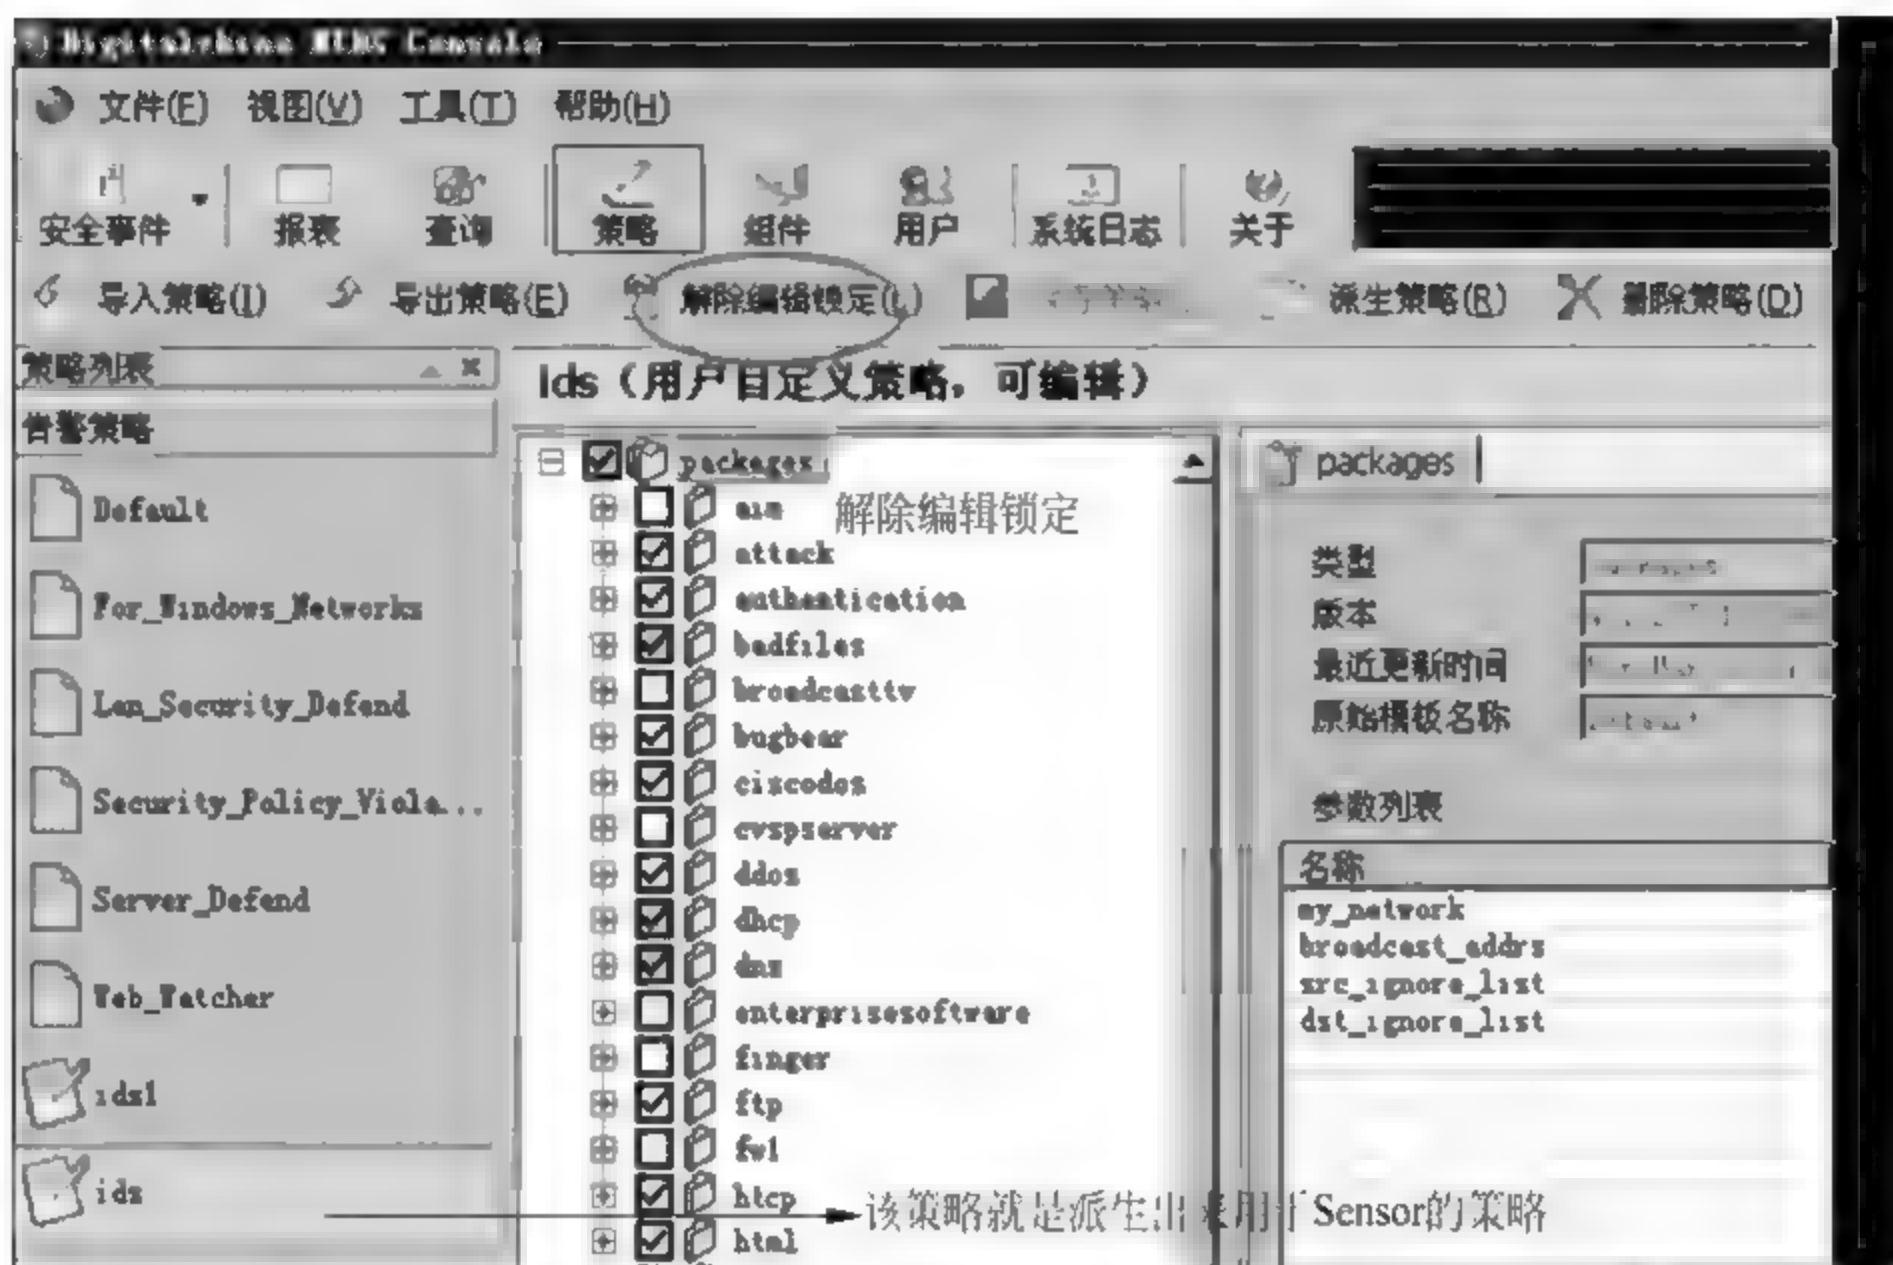 Digitalchina NIDS Console
文件(F) 视图(V) 工具(T) 帮助(H)
安全事件 报表 查询 策略 组件 用户 系统日志 关于
导入策略(I) 导出策略(E) 解除编辑锁定(L) 派生策略(R) 删除策略(D)
策略列表
ids（用户自定义策略，可编辑）
告警策略
packages
packages
Default
aim
解除编辑锁定
attack
类型
For_Windows_Networks
authentication
版本
badfiles
最近更新时间
Lan_Security_Defend
broadcasttv
原始模板名称
bugbear
Security_Policy_Viola...
ciscodos
参数列表
cvspserver
名称
Server_Defend
ddos
my_network
dhcp
broadcast_addrs
dns
src_ignore_list
Web_Watcher
enterprisesoftware
dst_ignore_list
finger
ids1
ftp
fw1
ids
htcp
该策略就是派生出来用于Sensor的策略
html